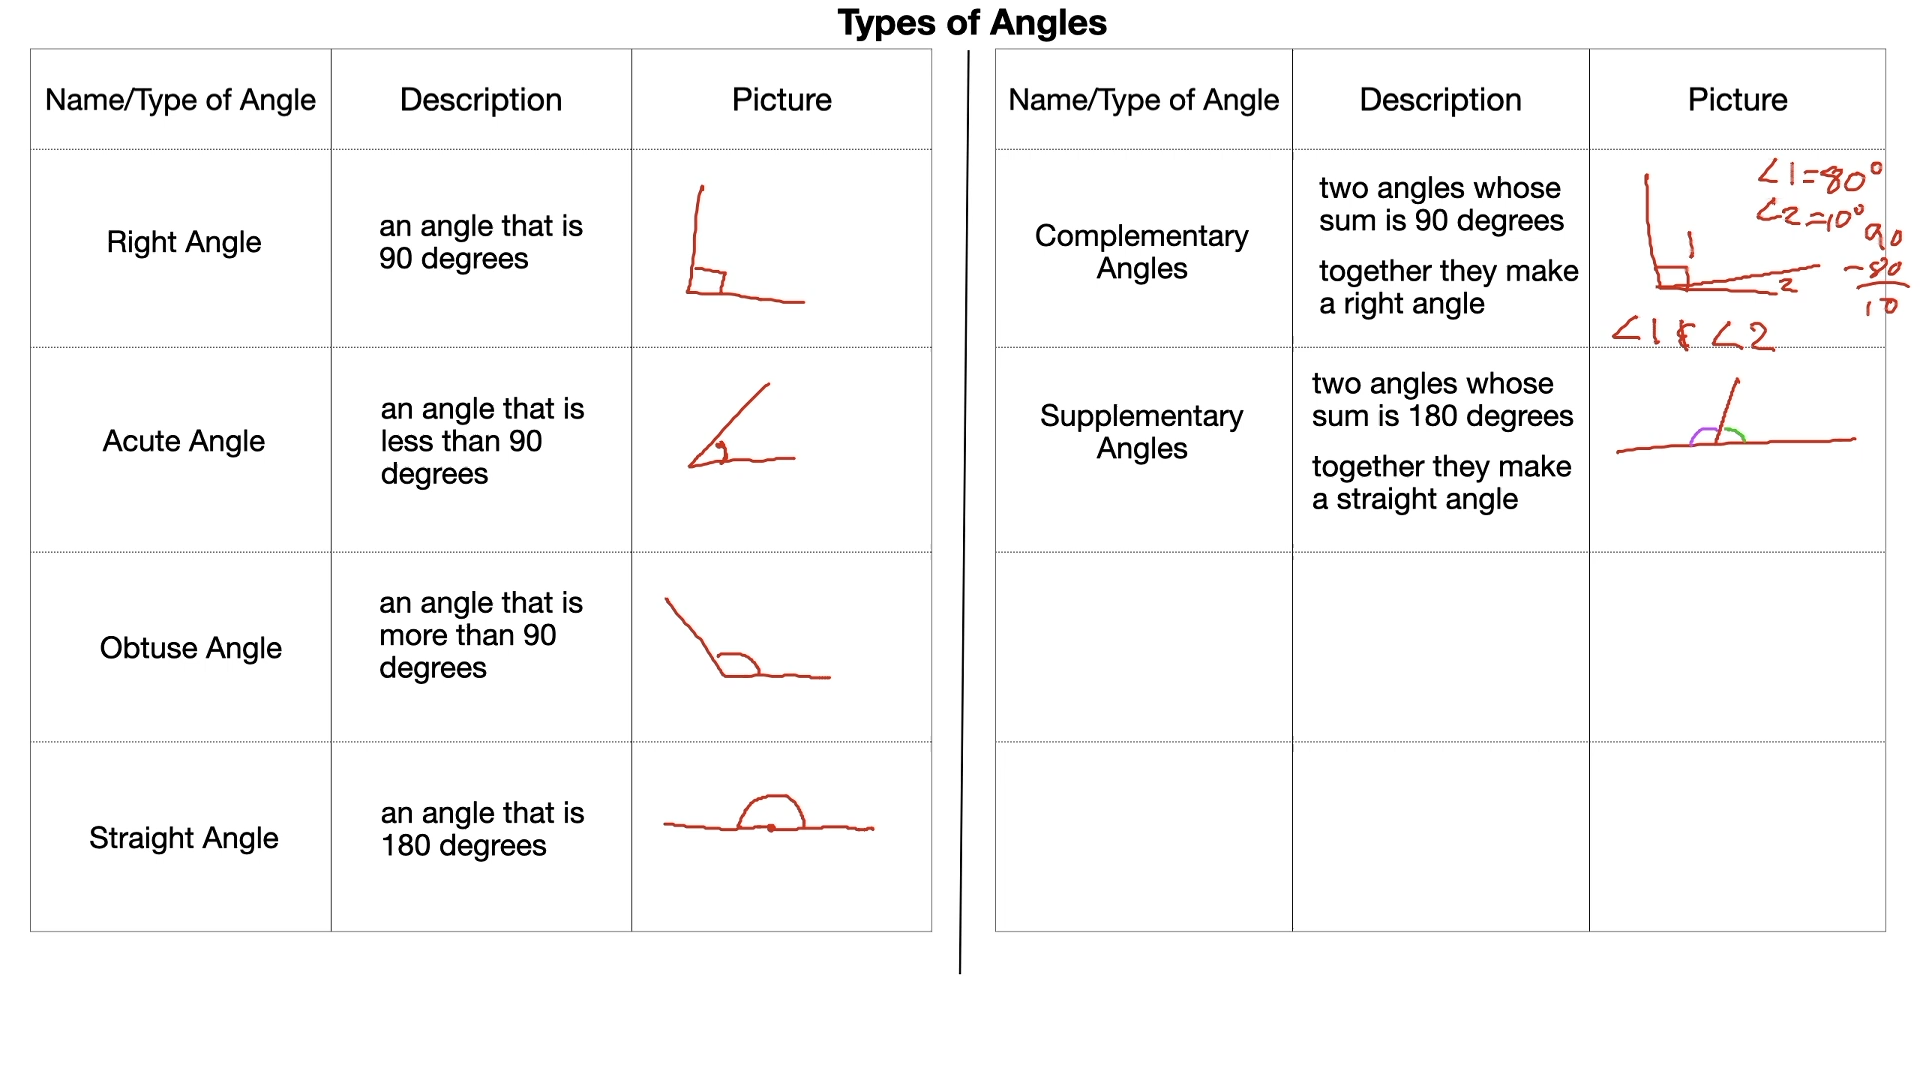 Types of Angles
Name/Type of Angle
Description
Picture
Right Angle
an angle that is
90 degrees
Acute Angle
an angle that is
less than 90
degrees
Obtuse Angle
an angle that is
more than 90
degrees
Straight Angle
an angle that is
180 degrees
Name/Type of Angle
Description
Picture
Complementary
Angles
two angles whose
sum is 90 degrees
together they make
a right angle
∠1=80°
∠2=10°
1
2
90
-80
10
∠1 & ∠2
Supplementary
Angles
two angles whose
sum is 180 degrees
together they make
a straight angle